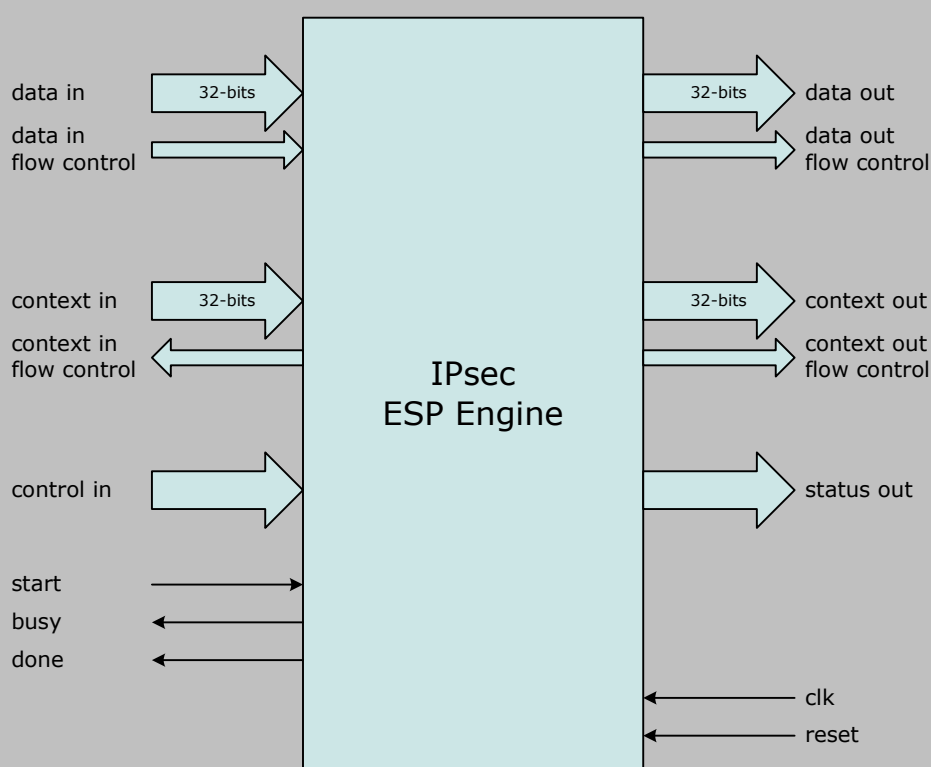 data in
32-bits
32-bits
data out
data in
flow control
data out
flow control
context in
32-bits
32-bits
context out
context in
flow control
context out
flow control
IPsec
ESP Engine
control in
status out
start
busy
done
clk
reset